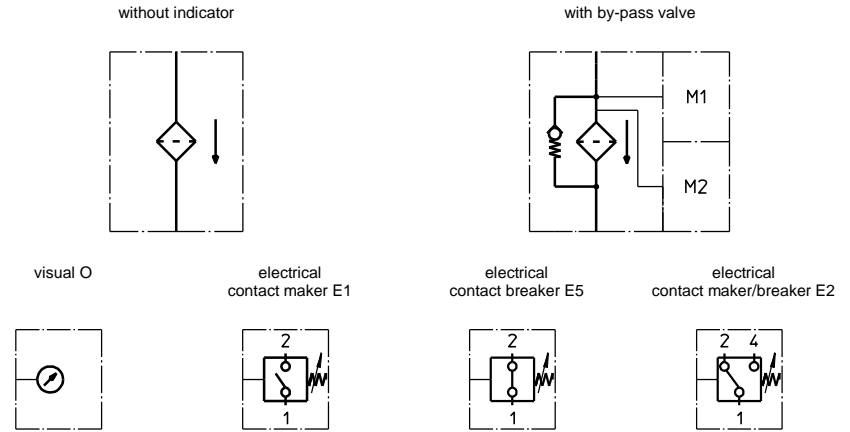 without indicator
with by-pass valve
M1
M2
visual O
electrical
contact maker E1
electrical
contact breaker E5
electrical
contact maker/breaker E2
2
1
2
1
2 4
1